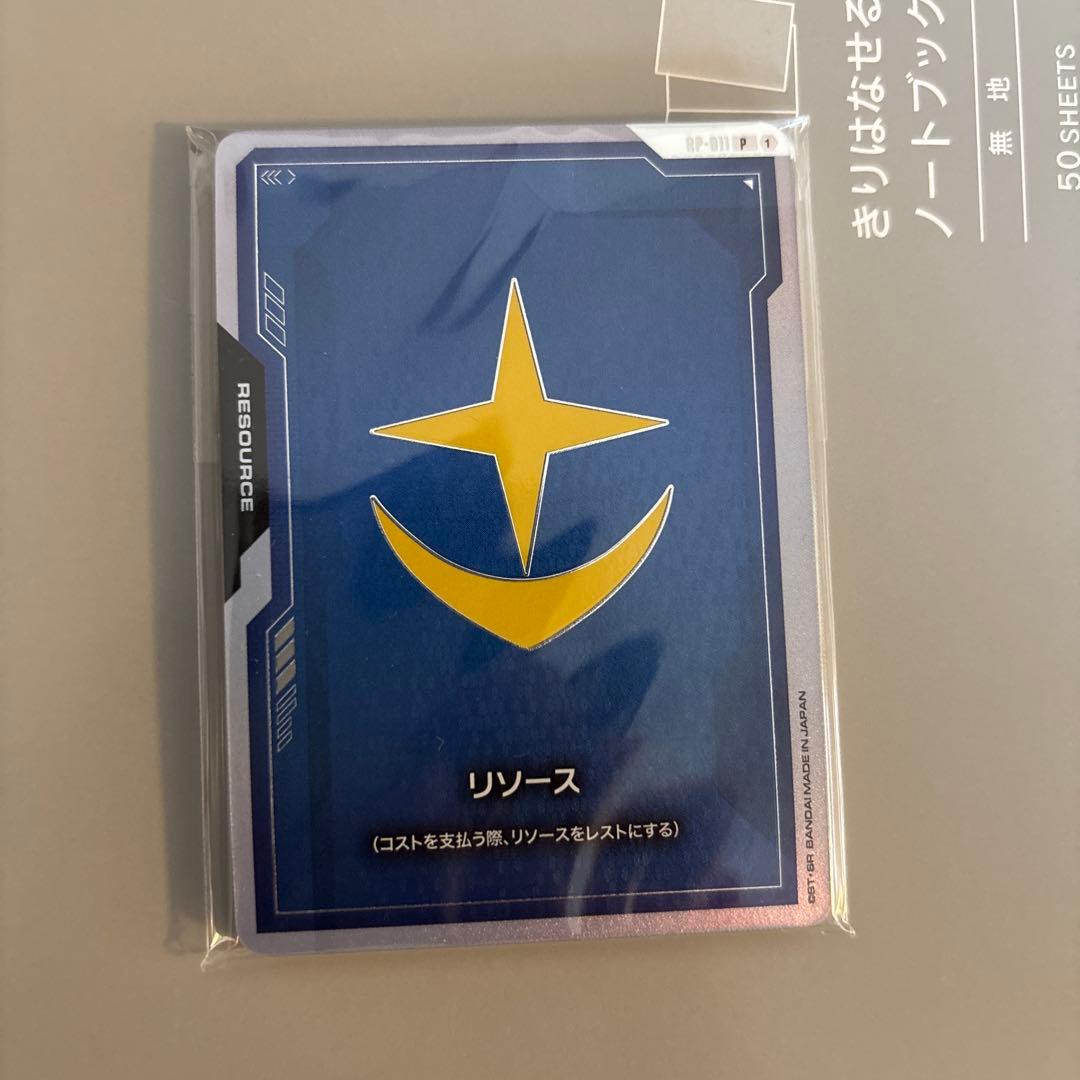 RP-011 P 1
RESOURCE
リソース
(コストを支払う際、リソースをレストにする)
©ST・SR BANDAI MADE IN JAPAN
きりはなせる
ノートブック
無地
50 SHEETS